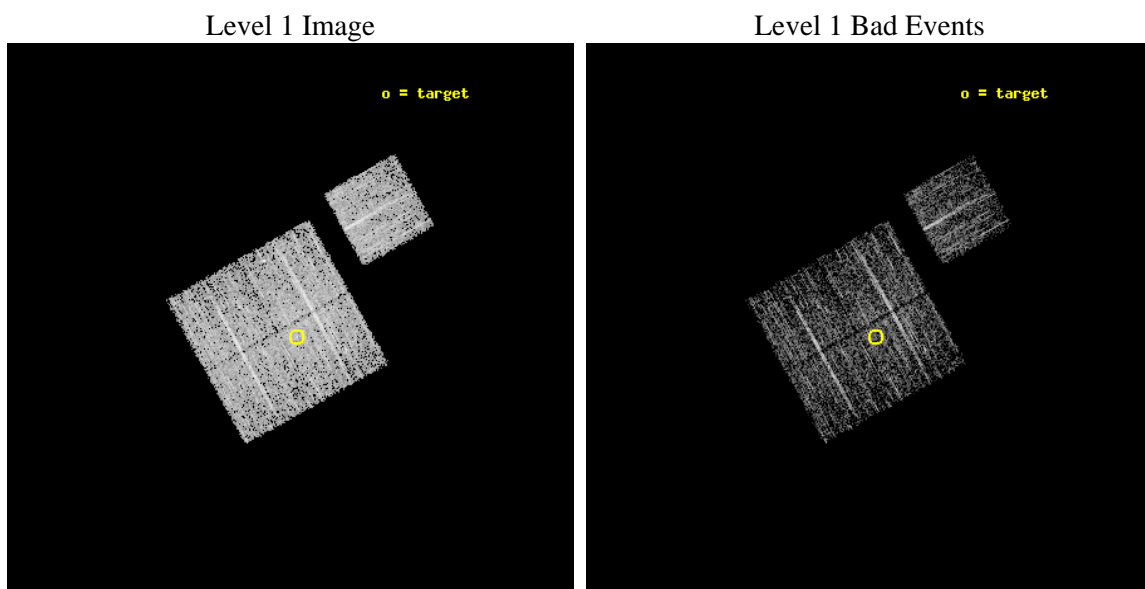 Level 1 Image
Level 1 Bad Events
o = target
o = target